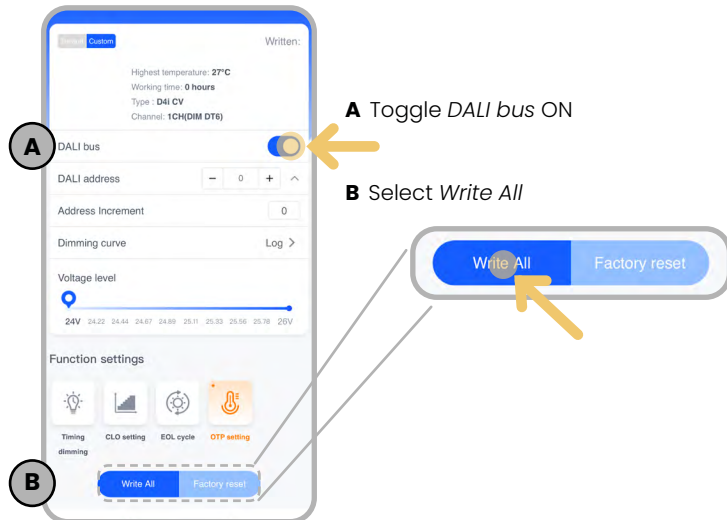 Default Custom
Written:
Highest temperature: 27°C
Working time: 0 hours
Type : D4i CV
Channel: 1CH(DIM DT6)
A
DALI bus
A Toggle DALI bus ON
DALI address
- 0 +
B Select Write All
Address Increment
0
Dimming curve
Log >
Write All
Factory reset
Voltage level
24V 24.22 24.44 24.67 24.89 25.11 25.33 25.56 25.78 26V
Function settings
Timing dimming
CLO setting
EOL cycle
OTP setting
B
Write All
Factory reset